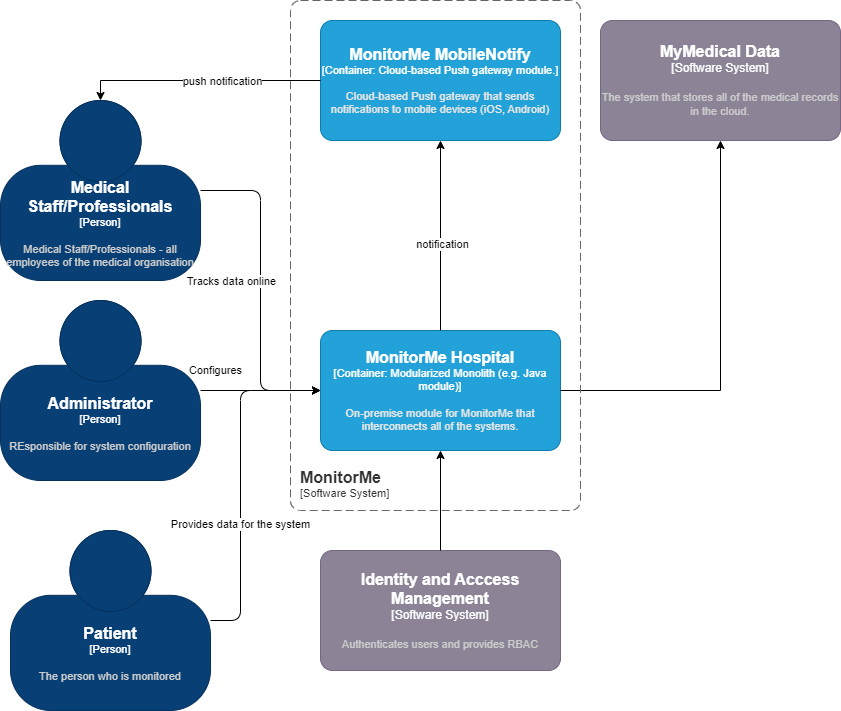 MonitorMe MobileNotify
[Container: Cloud-based Push gateway module.]
Cloud-based Push gateway that sends
notifications to mobile devices (iOS, Android)
MyMedical Data
[Software System]
The system that stores all of the medical records
in the cloud.
push notification
Medical
Staff/Professionals
[Person]
Medical Staff/Professionals - all
employees of the medical organisation
notification
Tracks data online
MonitorMe Hospital
[Container: Modularized Monolith (e.g. Java
module)]
On-premise module for MonitorMe that
interconnects all of the systems.
Configures
Administrator
[Person]
REsponsible for system configuration
MonitorMe
[Software System]
Provides data for the system
Identity and Acccess
Management
[Software System]
Authenticates users and provides RBAC
Patient
[Person]
The person who is monitored